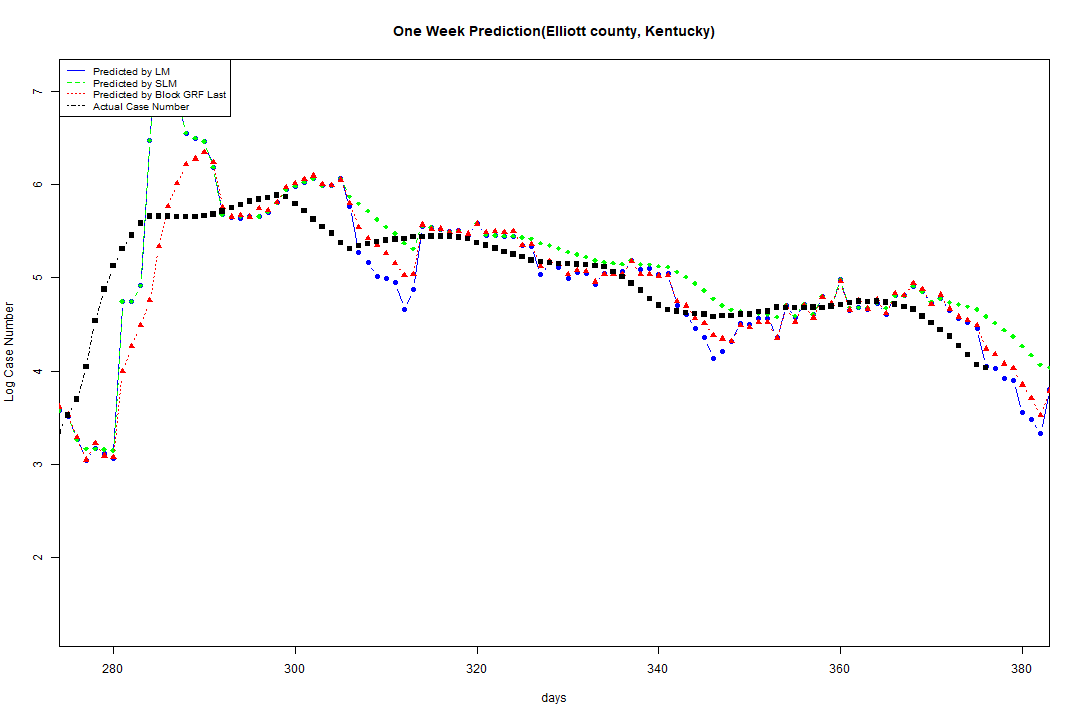 One Week Prediction(Elliott county, Kentucky)
Predicted by LM
Predicted by SLM
Predicted by Block GRF Last
Actual Case Number
7
6
5
4
3
2
Log Case Number
280 300 320 340 360 380
days